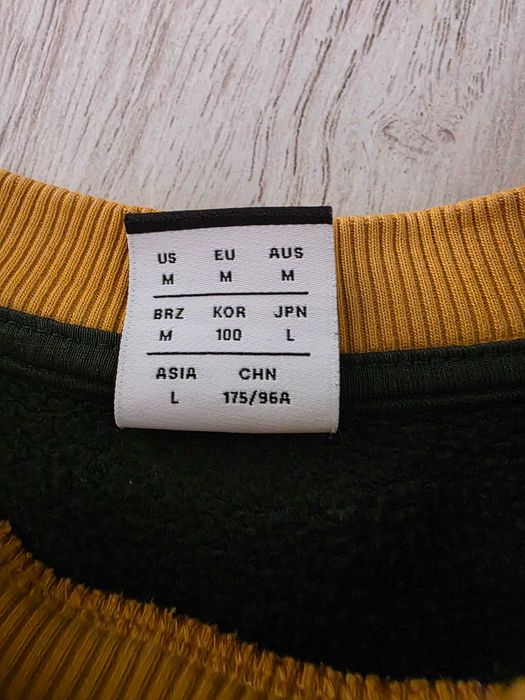 US EU AUS
M M M
BRZ KOR JPN
M 100 L
ASIA CHN
L 175/96A